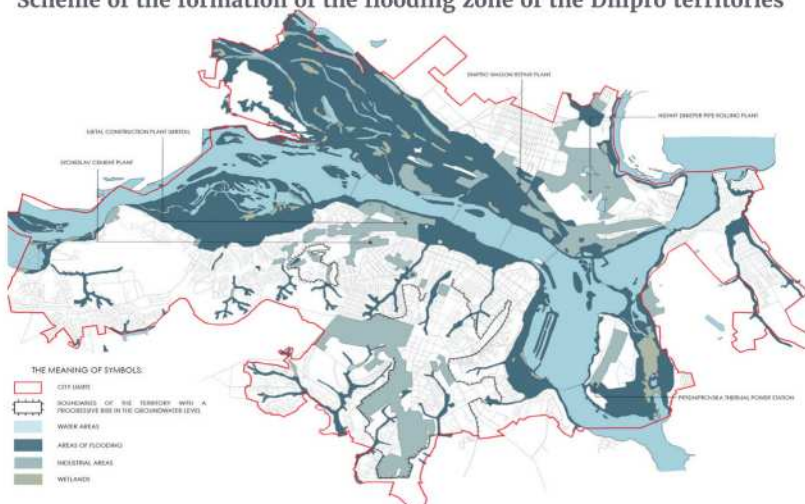 Scheme of the formation of the flooding zone of the Dnipro territories
DNIPRO WAGON REPAIR PLANT
NIZHNY DNIEPER PIPE-ROLLING PLANT
METAL CONSTRUCTION PLANT
SICHESLAV CEMENT PLANT
THE MEANING OF SYMBOLS:
CITY LIMITS
BOUNDARIES OF THE TERRITORY WITH A
PROGRESSIVE RISE IN THE GROUNDWATER LEVEL
WATER AREAS
AREAS OF FLOODING
INDUSTRIAL AREAS
WETLANDS
PRYDNIPROVSKA THERMAL POWER STATION